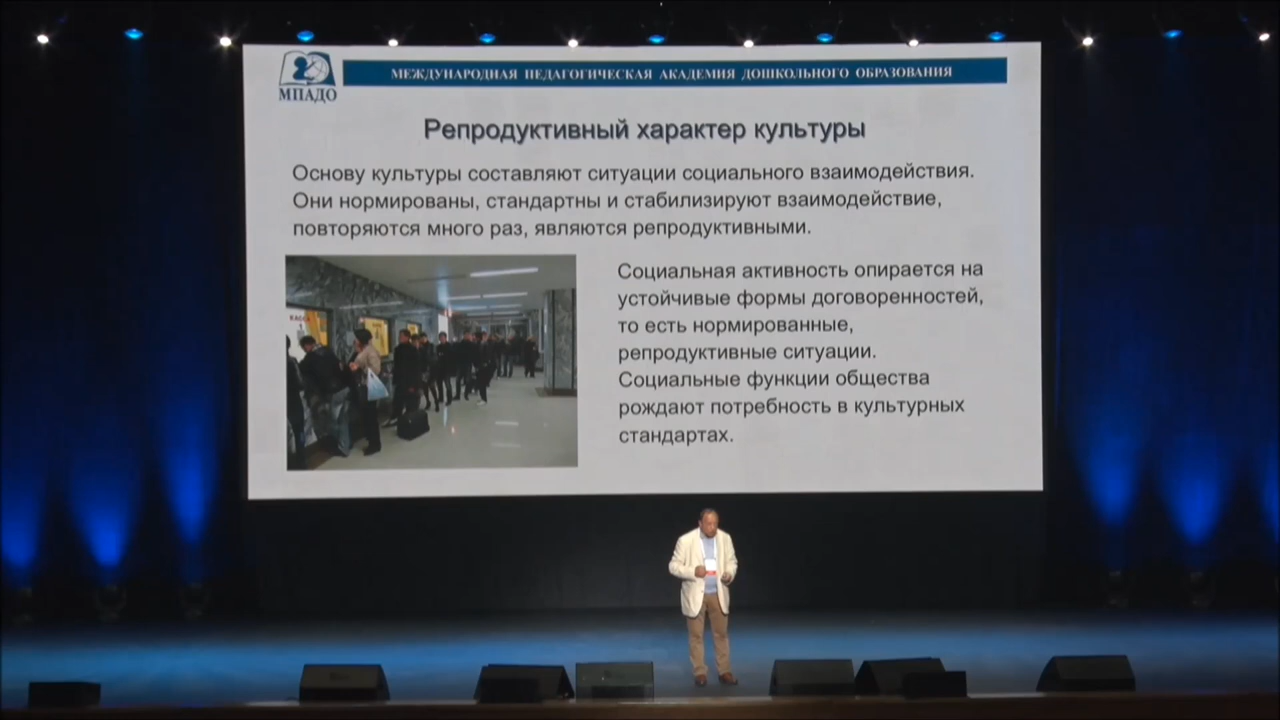 МЕЖДУНАРОДНАЯ ПЕДАГОГИЧЕСКАЯ АКАДЕМИЯ ДОШКОЛЬНОГО ОБРАЗОВАНИЯ
МПАДО
Репродуктивный характер культуры
Основу культуры составляют ситуации социального взаимодействия.
Они нормированы, стандартны и стабилизируют взаимодействие,
повторяются много раз, являются репродуктивными.
КАССА
Социальная активность опирается на
устойчивые формы договоренностей,
то есть нормированные,
репродуктивные ситуации.
Социальные функции общества
рождают потребность в культурных
стандартах.